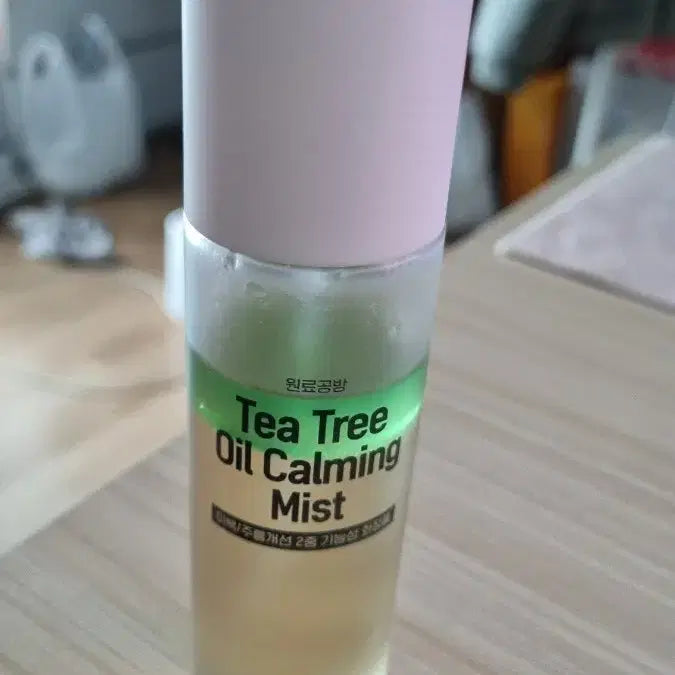 원료공방
Tea Tree
Oil Calming
Mist
미백/주름개선 2중 기능성 화장품